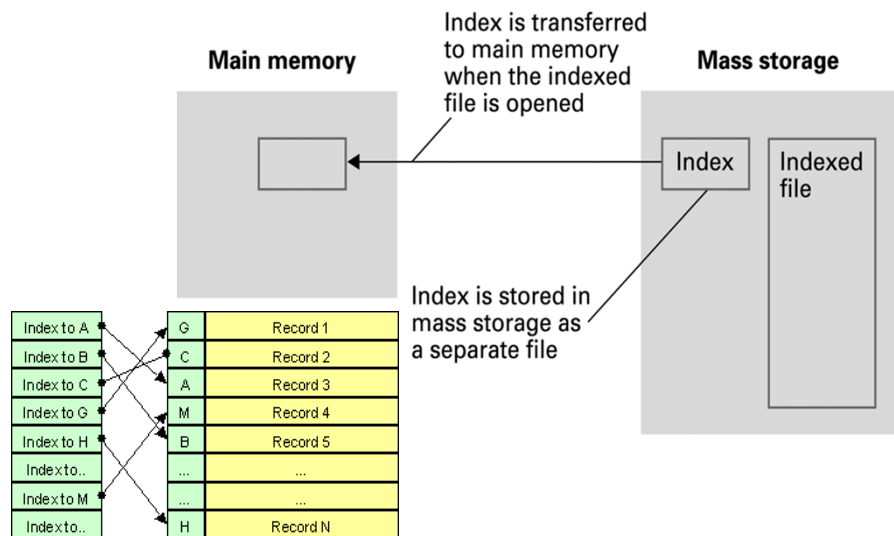 Main memory
Index is transferred
to main memory
when the indexed
file is opened
Mass storage
Index
Indexed
file
Index is stored in
mass storage as
a separate file
Index to A
G
Record 1
Index to B
C
Record 2
Index to C
A
Record 3
Index to G
M
Record 4
Index to H
B
Record 5
Index to..
...
...
Index to M
...
...
Index to..
H
Record N